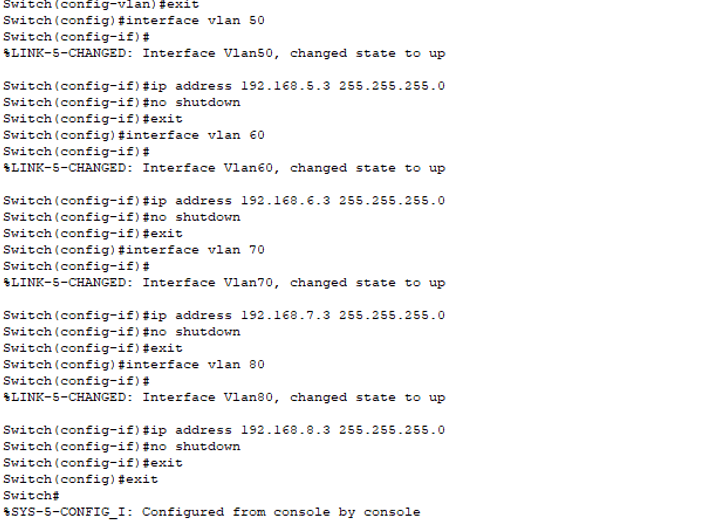 Switch(config-vlan)#exit
Switch(config)#interface vlan 50
Switch(config-if)#
%LINK-5-CHANGED: Interface Vlan50, changed state to up
Switch(config-if)#ip address 192.168.5.3 255.255.255.0
Switch(config-if)#no shutdown
Switch(config-if)#exit
Switch(config)#interface vlan 60
Switch(config-if)#
%LINK-5-CHANGED: Interface Vlan60, changed state to up
Switch(config-if)#ip address 192.168.6.3 255.255.255.0
Switch(config-if)#no shutdown
Switch(config-if)#exit
Switch(config)#interface vlan 70
Switch(config-if)#
%LINK-5-CHANGED: Interface Vlan70, changed state to up
Switch(config-if)#ip address 192.168.7.3 255.255.255.0
Switch(config-if)#no shutdown
Switch(config-if)#exit
Switch(config)#interface vlan 80
Switch(config-if)#
%LINK-5-CHANGED: Interface Vlan80, changed state to up
Switch(config-if)#ip address 192.168.8.3 255.255.255.0
Switch(config-if)#no shutdown
Switch(config-if)#exit
Switch(config)#exit
Switch#
%SYS-5-CONFIG_I: Configured from console by console